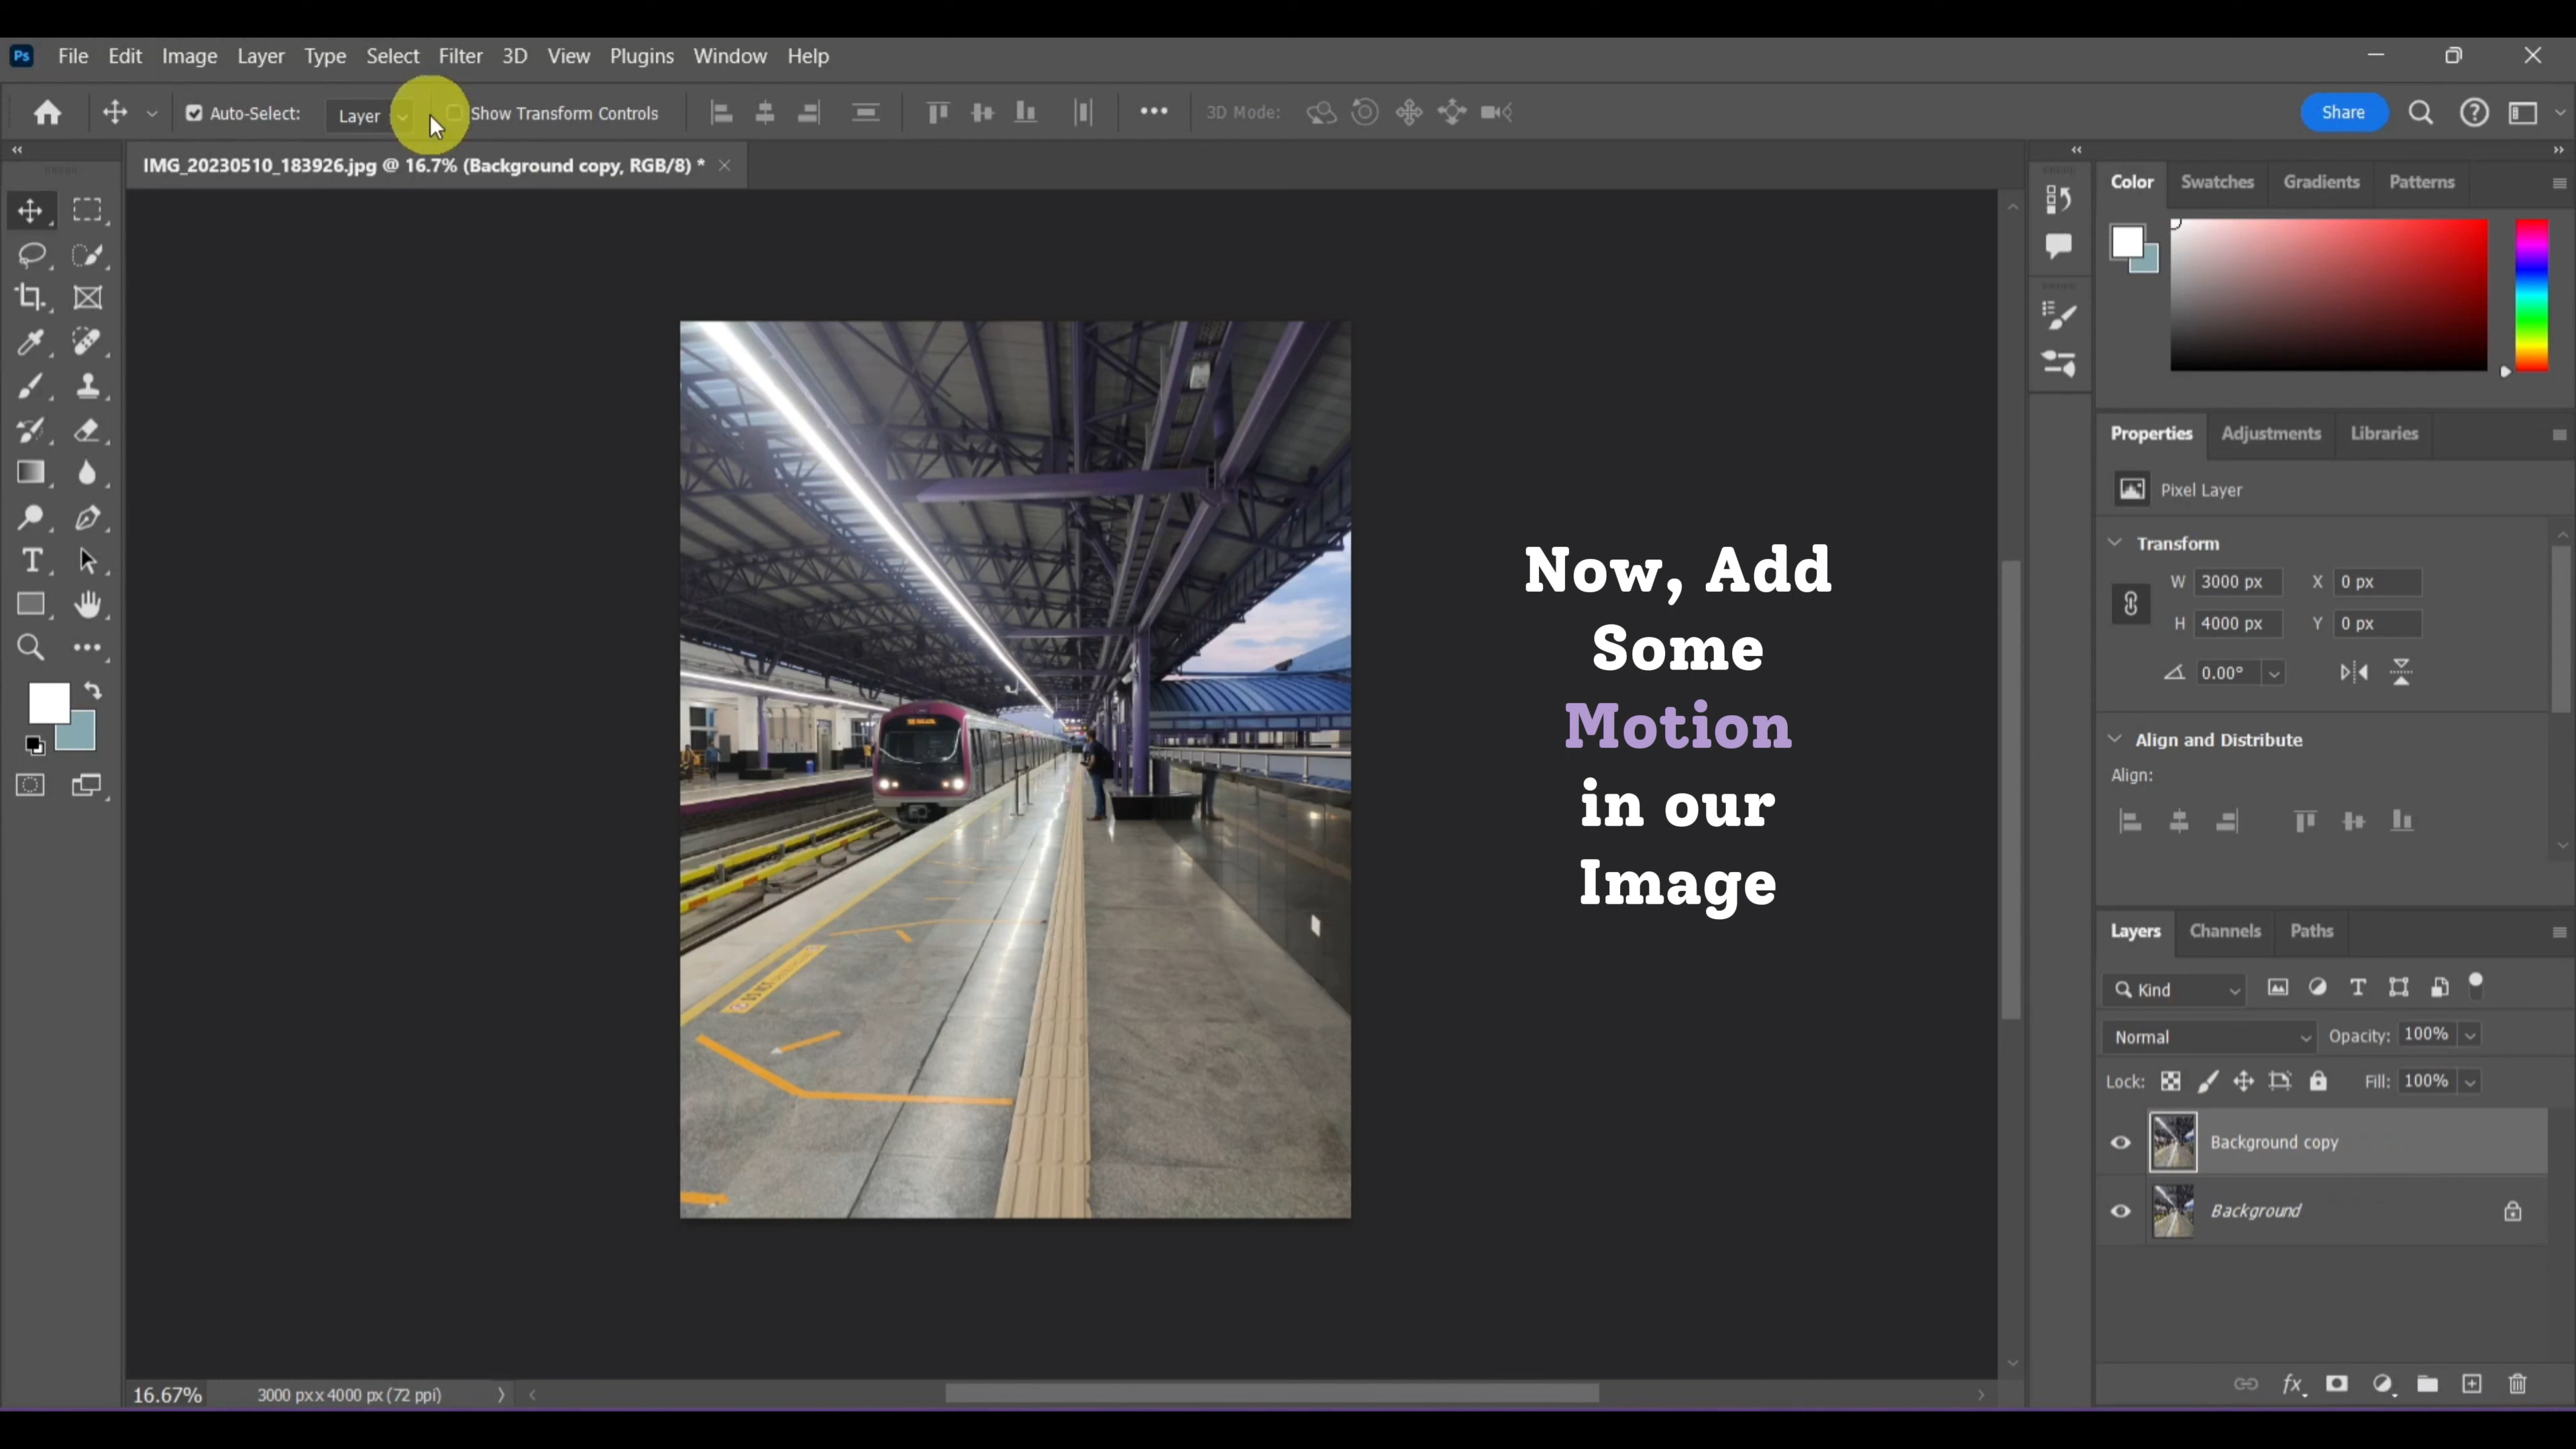 Ps File Edit Image Layer Type Select Filter 3D View Plugins Window Help
Auto-Select: Layer Show Transform Controls 3D Mode: Share
IMG_20230510_183926.jpg @ 16.7% (Background copy, RGB/8) *
Color Swatches Gradients Patterns
Properties Adjustments Libraries
Pixel Layer
Transform
W 3000 px X 0 px
H 4000 px Y 0 px
0.00°
Align and Distribute
Align:
Now, Add
Some
Motion
in our
Image
Layers Channels Paths
Kind
Normal Opacity: 100%
Lock: Fill: 100%
Background copy
Background
16.67% 3000 px x 4000 px (72 ppi)